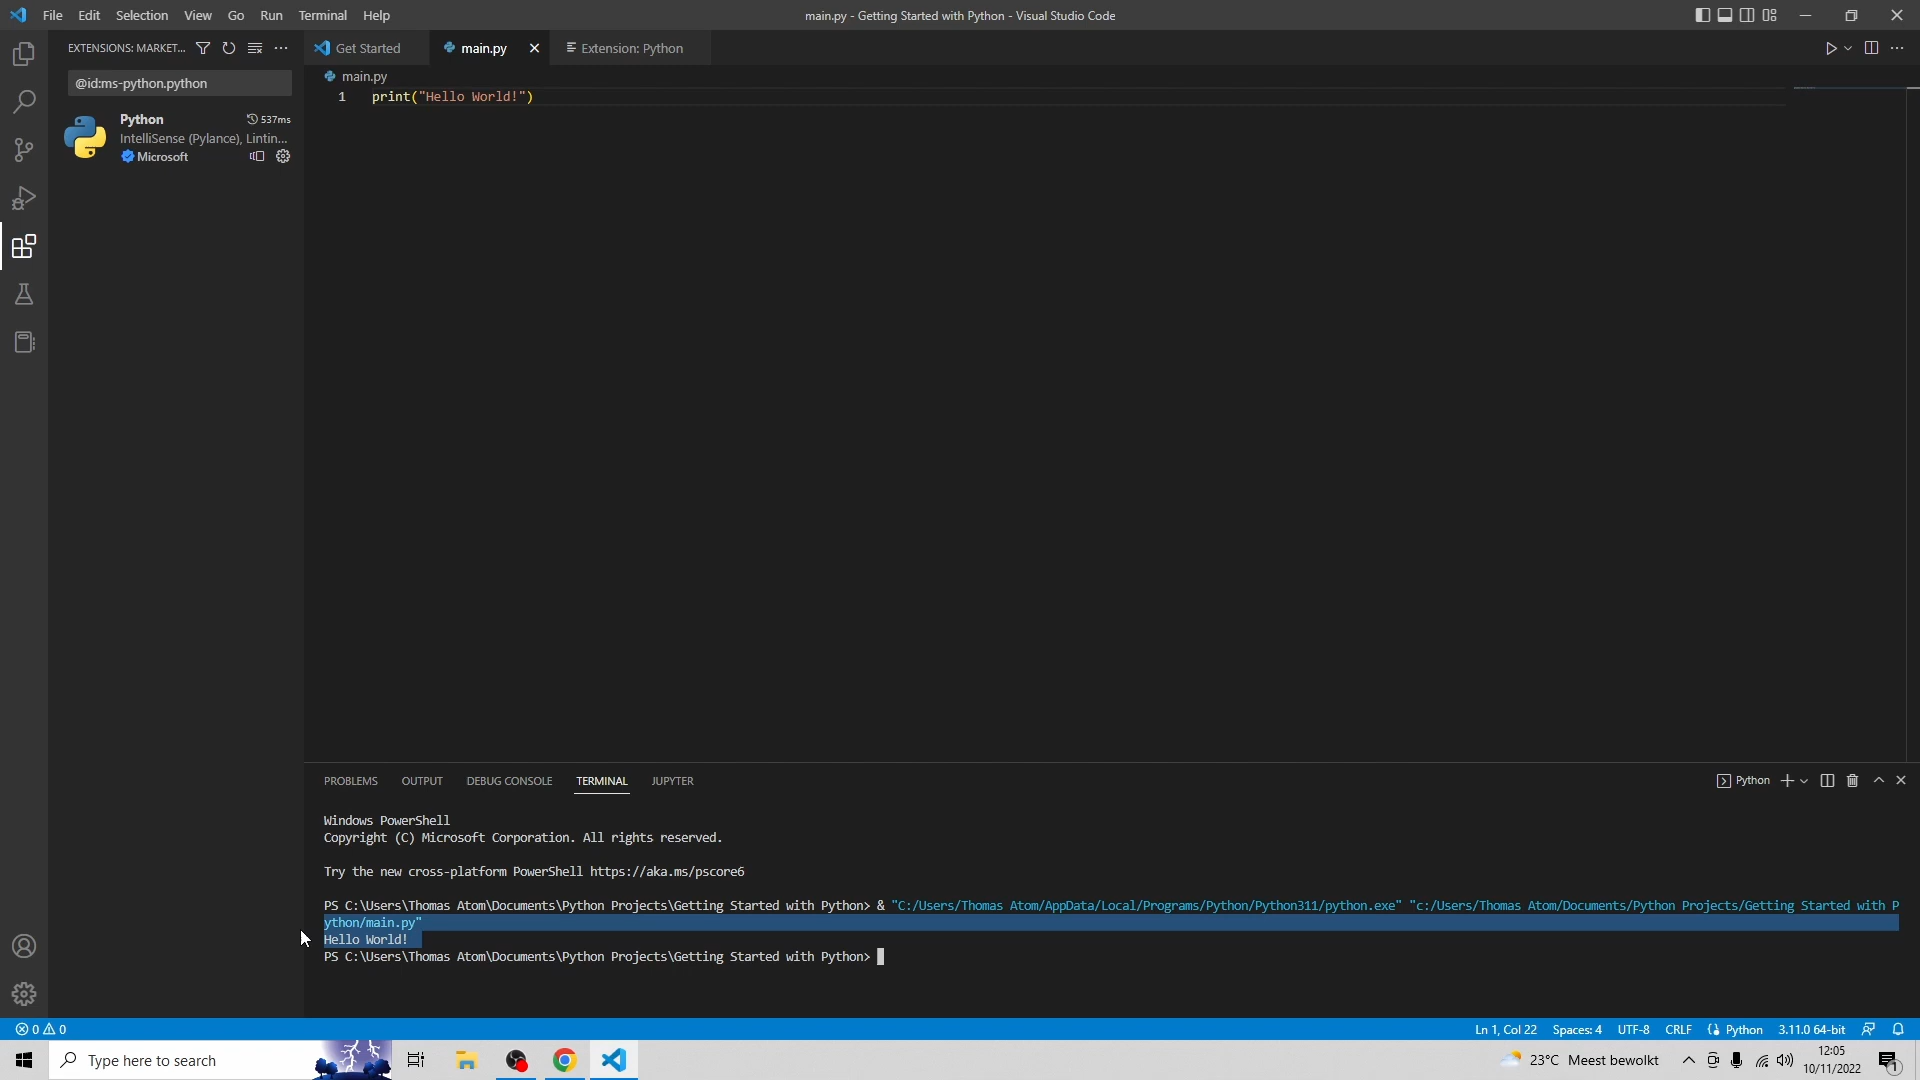 File Edit Selection View Go Run Terminal Help
main.py - Getting Started with Python - Visual Studio Code
EXTENSIONS: MARKET...
Get Started
main.py
Extension: Python
@id:ms-python.python
main.py
1 print("Hello World!")
Python 537ms
IntelliSense (Pylance), Lintin...
Microsoft
PROBLEMS OUTPUT DEBUG CONSOLE TERMINAL JUPYTER
Python
Windows PowerShell
Copyright (C) Microsoft Corporation. All rights reserved.
Try the new cross-platform PowerShell https://aka.ms/pscore6
PS C:\Users\Thomas Atom\Documents\Python Projects\Getting Started with Python> & "C:/Users/Thomas Atom/AppData/Local/Programs/Python/Python311/python.exe" "c:/Users/Thomas Atom/Documents/Python Projects/Getting Started with P
ython/main.py"
Hello World!
PS C:\Users\Thomas Atom\Documents\Python Projects\Getting Started with Python>
0 0
Ln 1, Col 22 Spaces: 4 UTF-8 CRLF Python 3.11.0 64-bit
Type here to search
23°C Meest bewolkt
12:05
10/11/2022
1